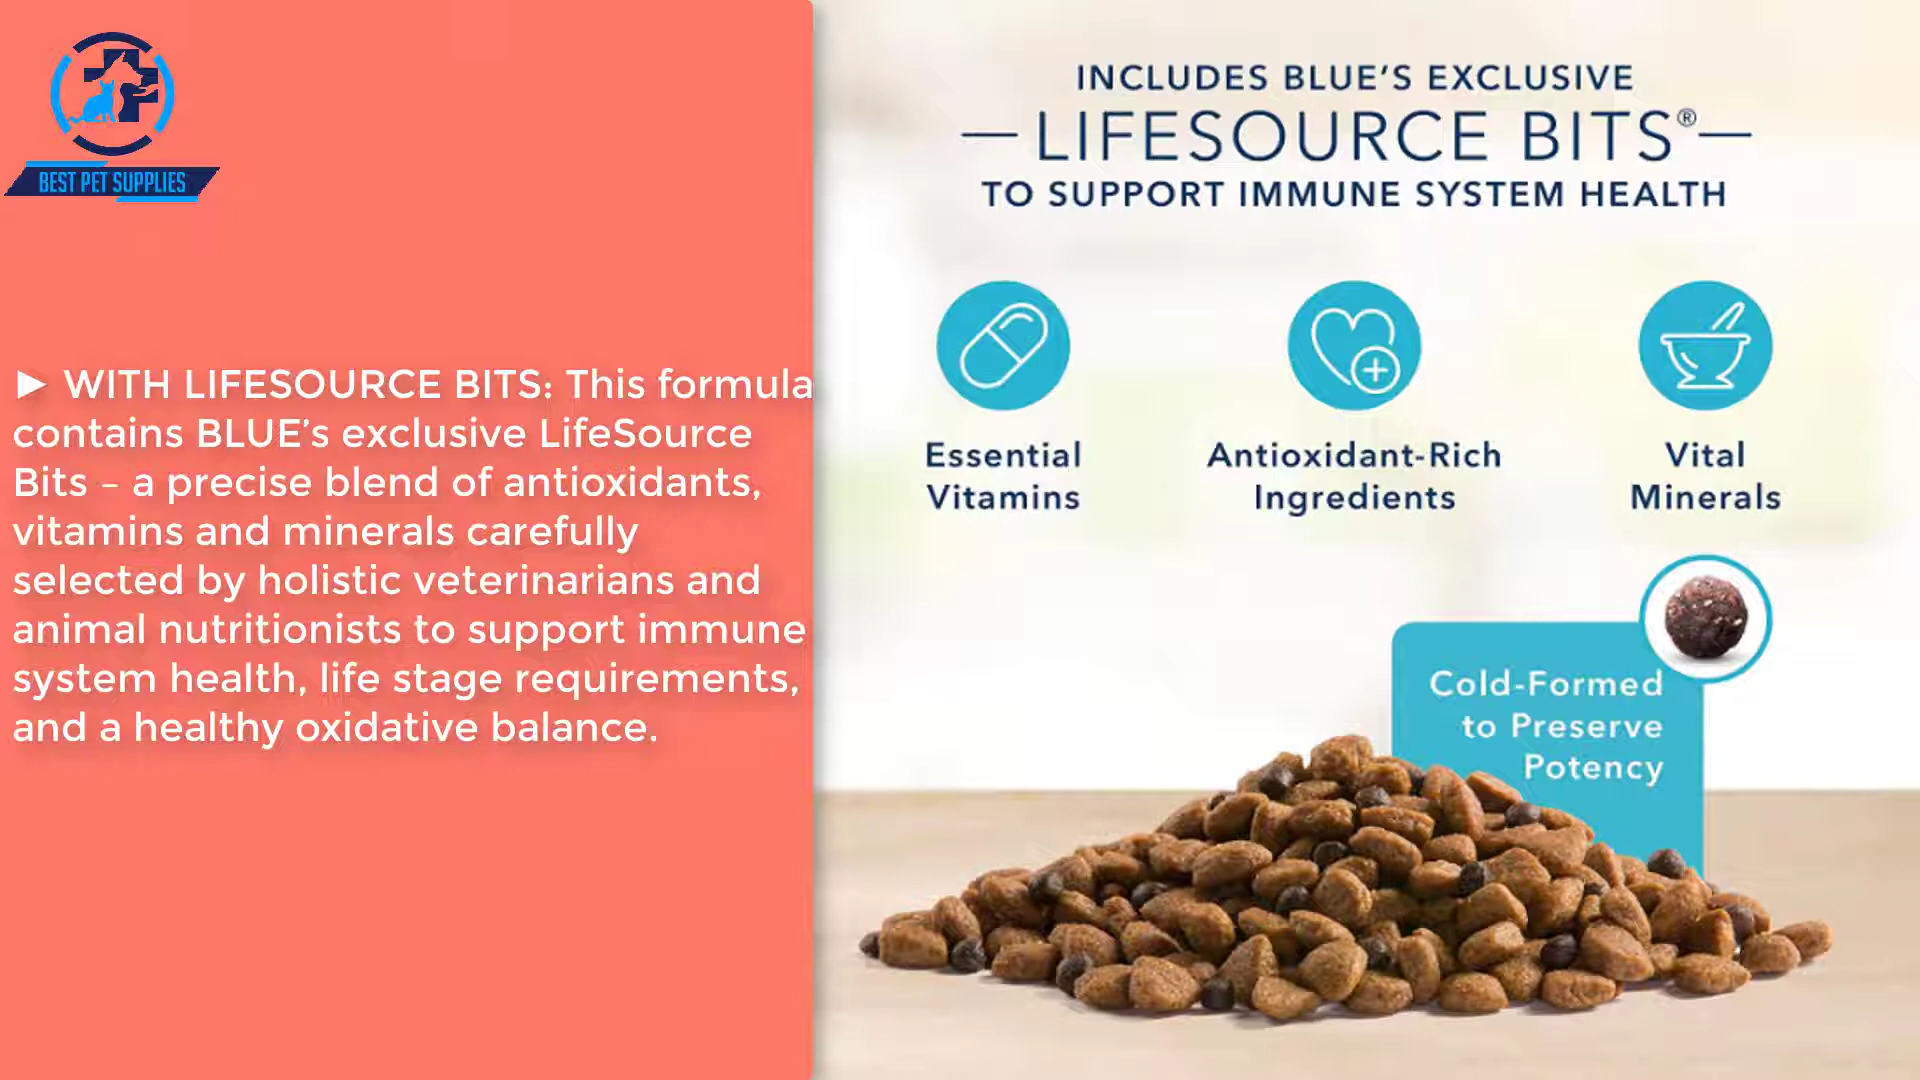 BEST PET SUPPLIES
► WITH LIFESOURCE BITS: This formula
contains BLUE’s exclusive LifeSource
Bits – a precise blend of antioxidants,
vitamins and minerals carefully
selected by holistic veterinarians and
animal nutritionists to support immune
system health, life stage requirements,
and a healthy oxidative balance.
INCLUDES BLUE’S EXCLUSIVE
LIFESOURCE BITS®
TO SUPPORT IMMUNE SYSTEM HEALTH
Essential
Vitamins
Antioxidant-Rich
Ingredients
Vital
Minerals
Cold-Formed
to Preserve
Potency